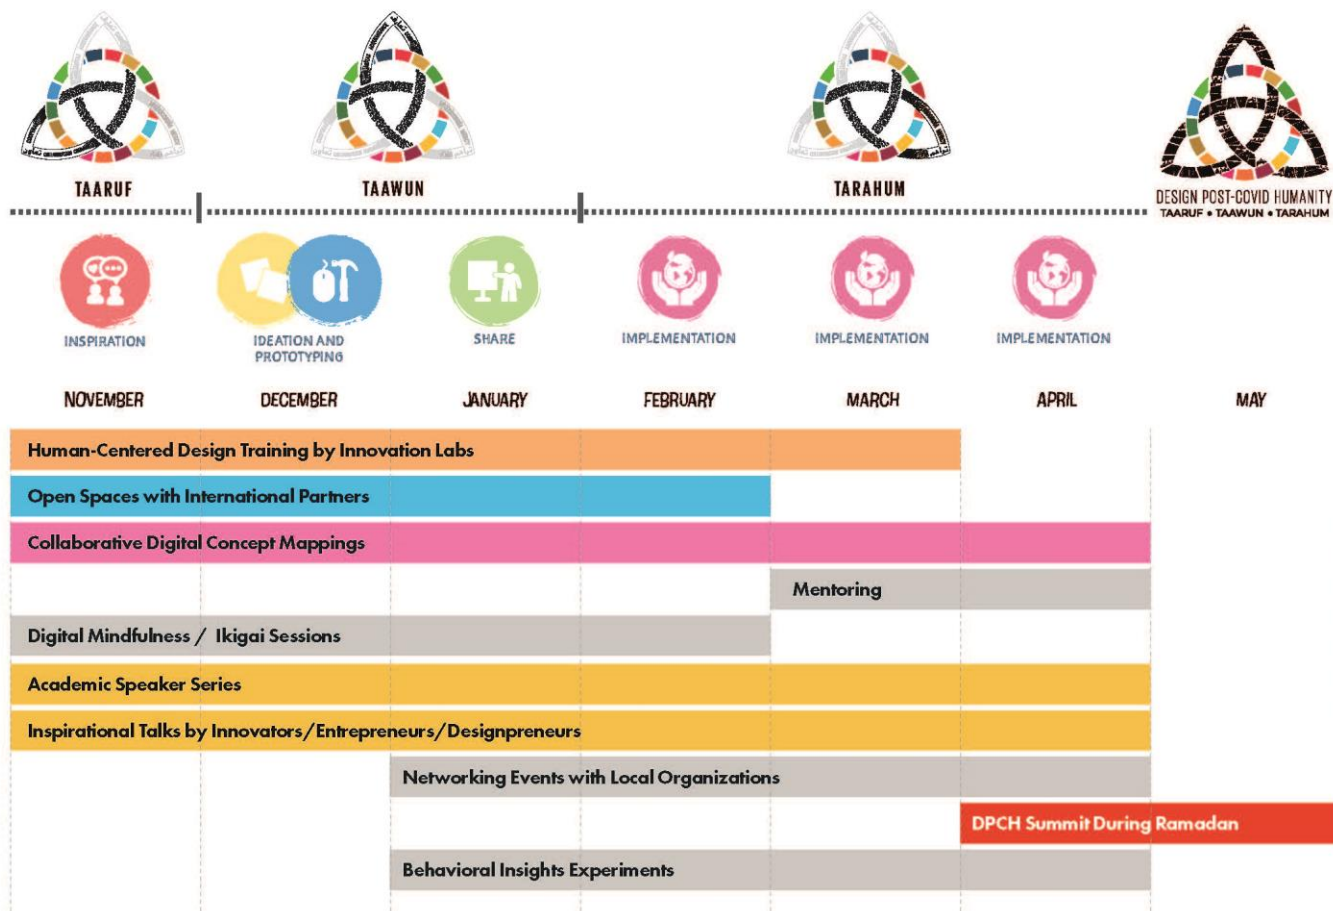 TAARUF
TAAWUN
TARAHUM
DESIGN POST-COVID HUMANITY
TAARUF • TAAWUN • TARAHUM
INSPIRATION
IDEATION AND
PROTOTYPING
SHARE
IMPLEMENTATION
IMPLEMENTATION
IMPLEMENTATION
NOVEMBER
DECEMBER
JANUARY
FEBRUARY
MARCH
APRIL
MAY
Human-Centered Design Training by Innovation Labs
Open Spaces with International Partners
Collaborative Digital Concept Mappings
Mentoring
Digital Mindfulness / Ikigai Sessions
Academic Speaker Series
Inspirational Talks by Innovators/Entrepreneurs/Designpreneurs
Networking Events with Local Organizations
DPCH Summit During Ramadan
Behavioral Insights Experiments